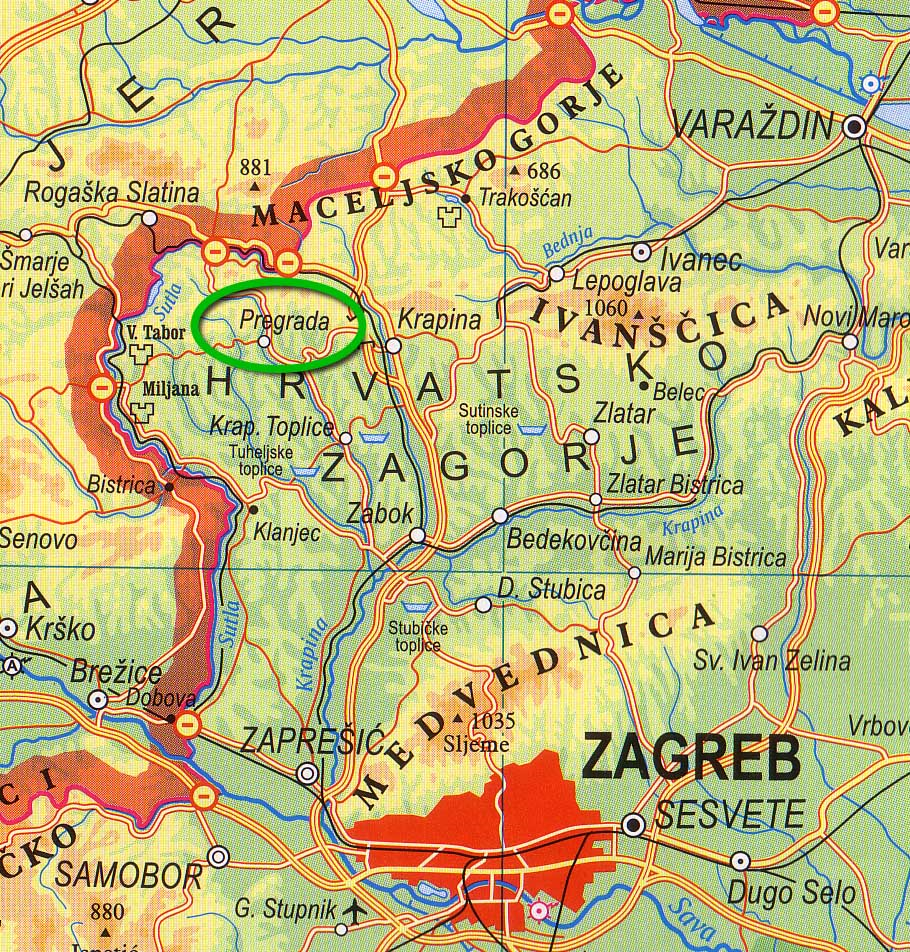 J E R
VARAŽDIN
MACELJSKO GORJE
881
686
Trakošćan
Rogaška Slatina
Šmarje
ri Jelšah
Bednja
Ivanec
Lepoglava
1060
IVANŠČICA
Novi Maro
Sutla
Pregrada
Krapina
V. Tabor
Miljana
HRVATSKO
Belec
KAL
Krap. Toplice
Sutinske
toplice
Zlatar
Tuheljske
toplice
ZAGORJE
Bistrica
Zlatar Bistrica
Klanjec
Zabok
Krapina
Senovo
Bedekovčina
Marija Bistrica
A
D. Stubica
Krško
Sutla
Krapina
Stubičke
toplice
MEDVEDNICA
Sv. Ivan Zelina
A
Brežice
Dobova
1035
Sljeme
Vrbov
ZAPREŠIĆ
ZAGREB
C I
SESVETE
ČKO
SAMOBOR
Dugo Selo
880
G. Stupnik
Sava